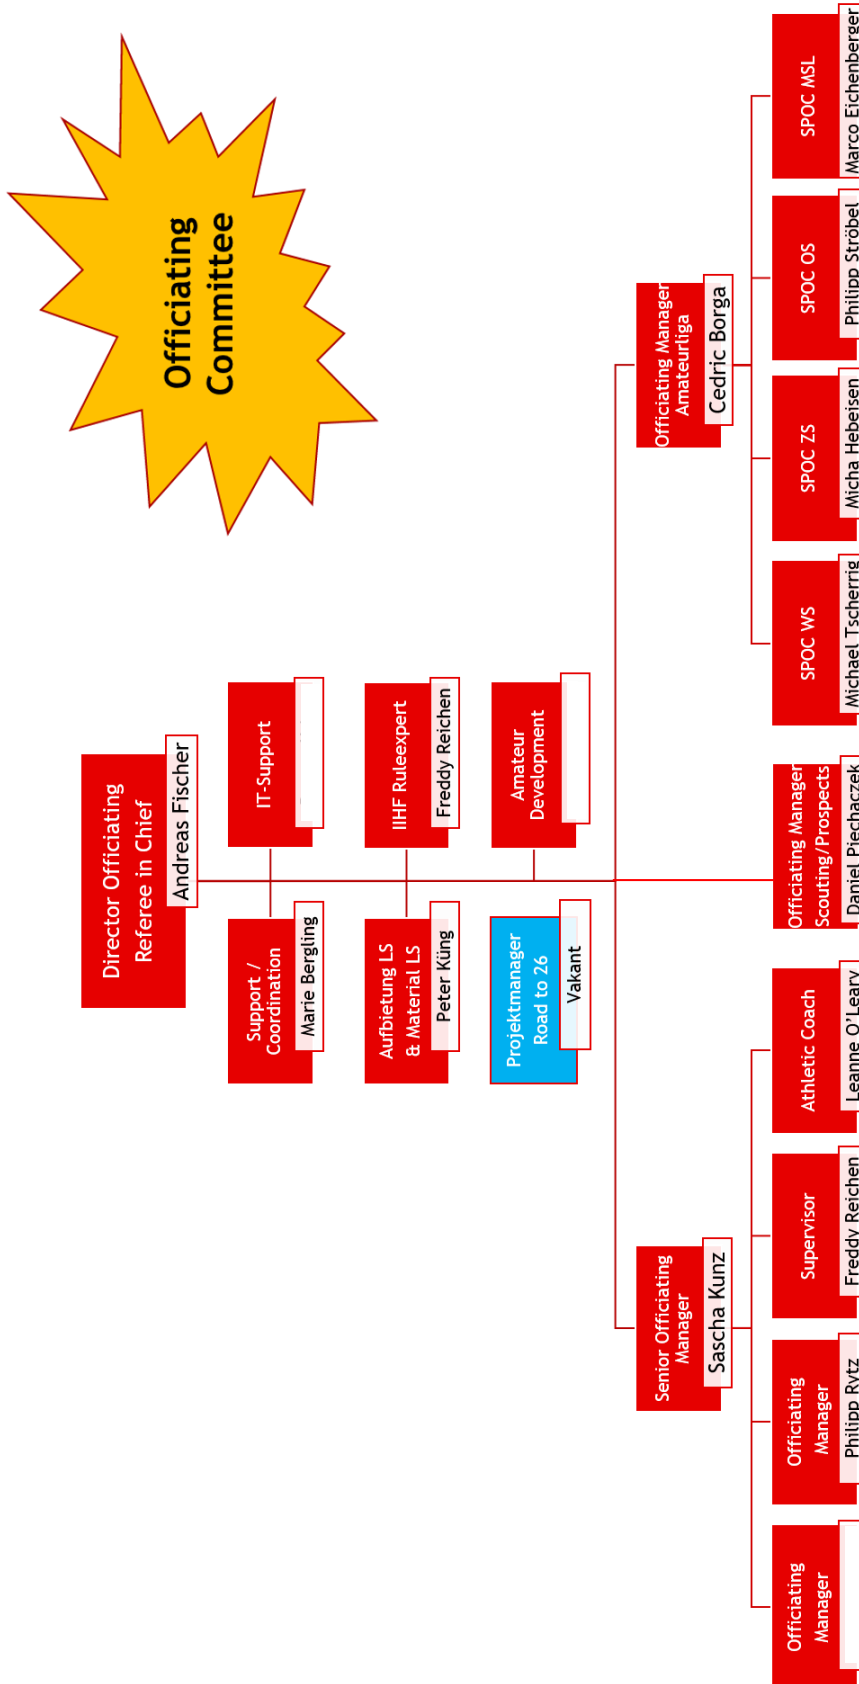 Officiating
Committee
Director Officiating
Referee in Chief
Andreas Fischer
Support /
Coordination
Marie Bergling
IT-Support
Aufbietung LS
& Material LS
Peter Küng
IIHF Ruleexpert
Freddy Reichen
Projektmanager
Road to 26
Vakant
Amateur
Development
Senior Officiating
Manager
Sascha Kunz
Officiating Manager
Amateurliga
Cedric Borga
Officiating
Manager
Officiating
Manager
Philipp Rytz
Supervisor
Freddy Reichen
Athletic Coach
Leanne O'Leary
Officiating Manager
Scouting/Prospects
Daniel Piechaczek
SPOC WS
Michael Tscherrig
SPOC ZS
Micha Hebeisen
SPOC OS
Philipp Ströbel
SPOC MSL
Marco Eichenberger